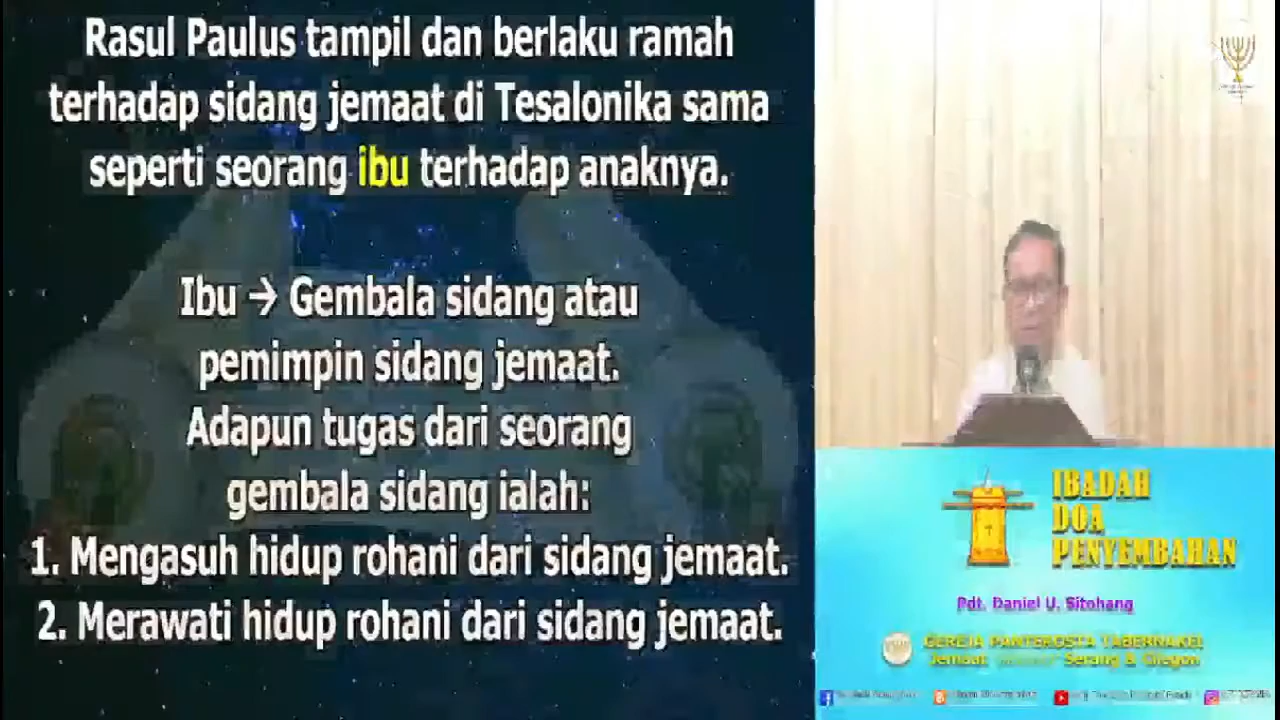 Rasul Paulus tampil dan berlaku ramah
terhadap sidang jemaat di Tesalonika sama
seperti seorang ibu terhadap anaknya.
Ibu → Gembala sidang atau
pemimpin sidang jemaat.
Adapun tugas dari seorang
gembala sidang ialah:
1. Mengasuh hidup rohani dari sidang jemaat.
2. Merawati hidup rohani dari sidang jemaat.
IBADAH
DOA
PENYEMBAHAN
Pdt. Daniel U. Sitohang
GEREJA PANTEKOSTA TABERNAKEL
Jemaat Serang & Cilegon